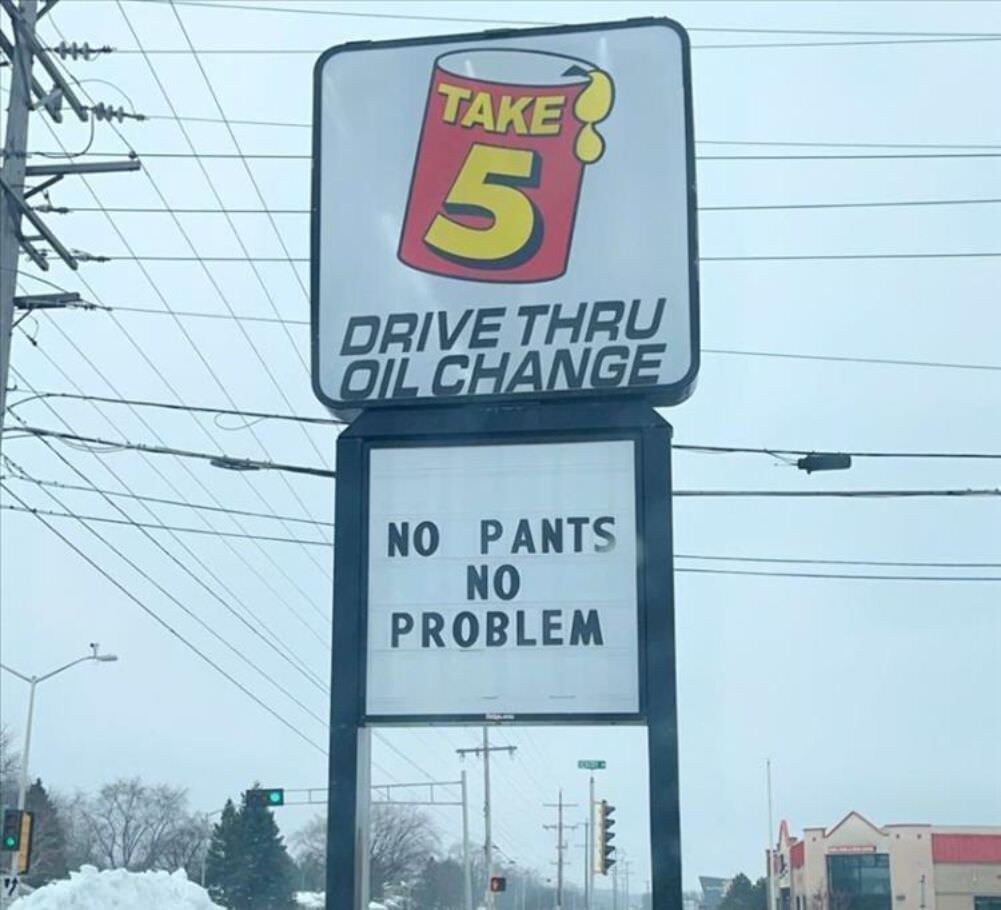 TAKE
5
DRIVE THRU
OIL CHANGE
NO PANTS
NO
PROBLEM